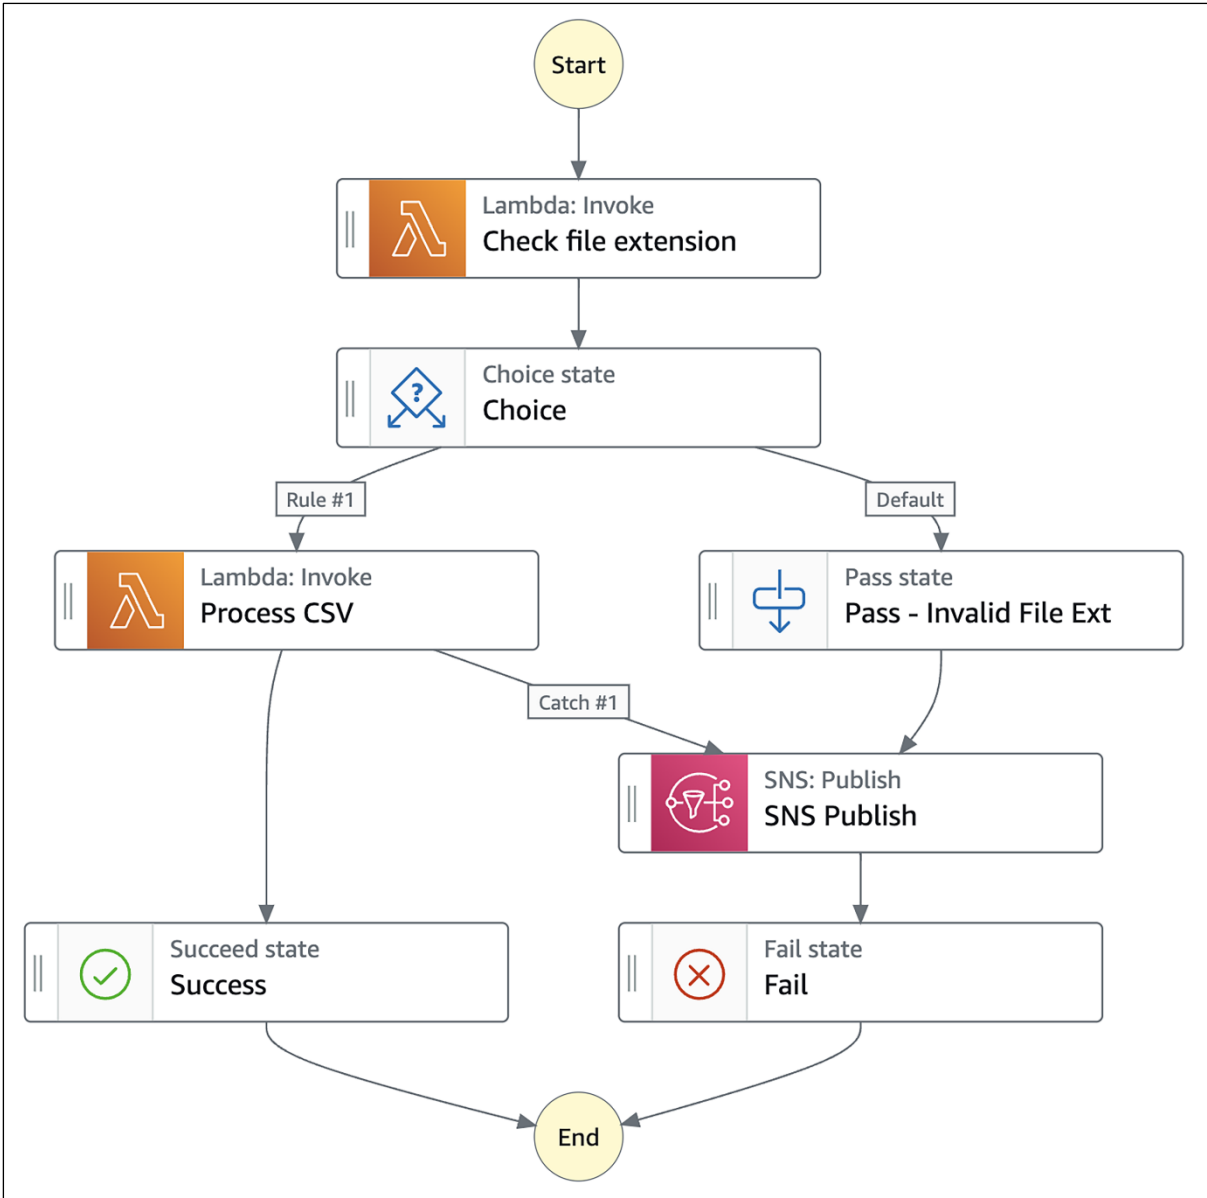 Start
Lambda: Invoke
Check file extension
Choice state
?
Choice
Rule #1
Default
Lambda: Invoke
Process CSV
Pass state
Pass - Invalid File Ext
Catch #1
SNS: Publish
SNS Publish
Succeed state
Success
Fail state
Fail
End